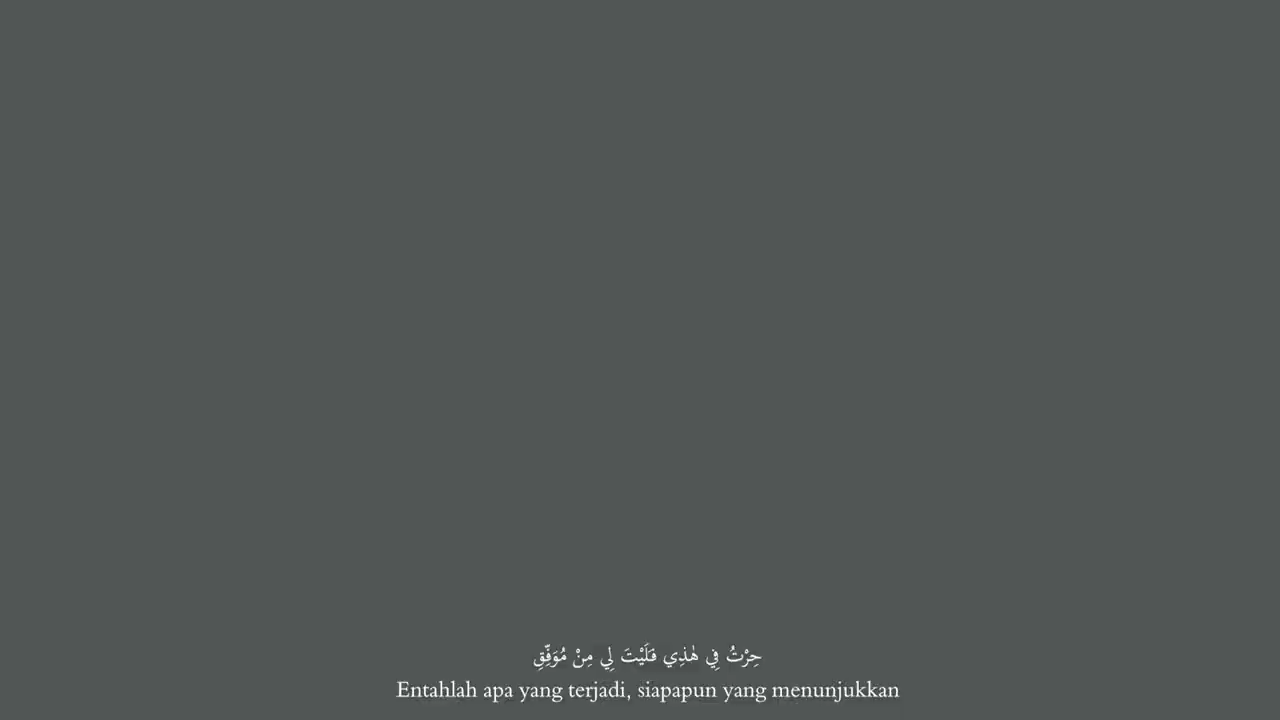 حِرْتُ فِي هٰذِي فَلَيْتَ لِي مِنْ مُوَفِّقِ
Entahlah apa yang terjadi, siapapun yang menunjukkan